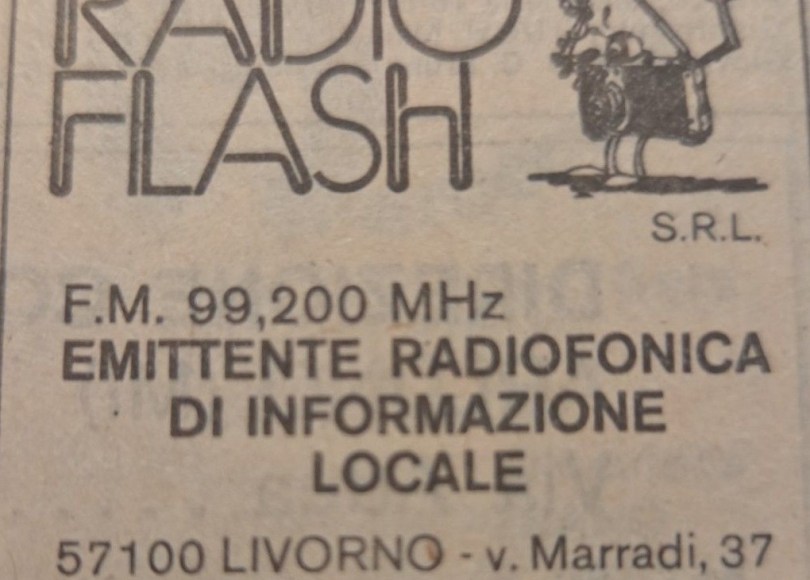 RADIO
FLASH
S.R.L.
F.M. 99,200 MHz
EMITTENTE RADIOFONICA
DI INFORMAZIONE
LOCALE
57100 LIVORNO - v. Marradi, 37